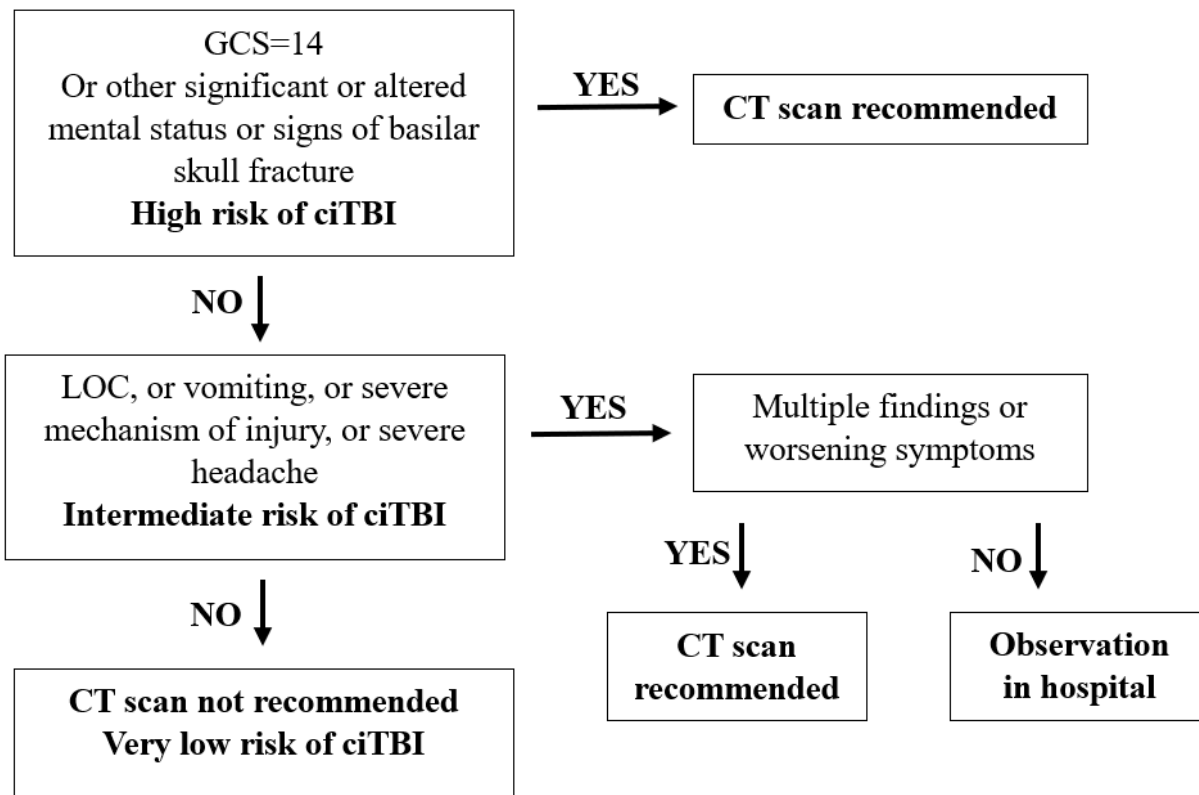 GCS=14
Or other significant or altered
mental status or signs of basilar
skull fracture
High risk of ciTBI
YES
CT scan recommended
NO
LOC, or vomiting, or severe
mechanism of injury, or severe
headache
Intermediate risk of ciTBI
YES
Multiple findings or
worsening symptoms
YES
NO
NO
CT scan
recommended
Observation
in hospital
CT scan not recommended
Very low risk of ciTBI